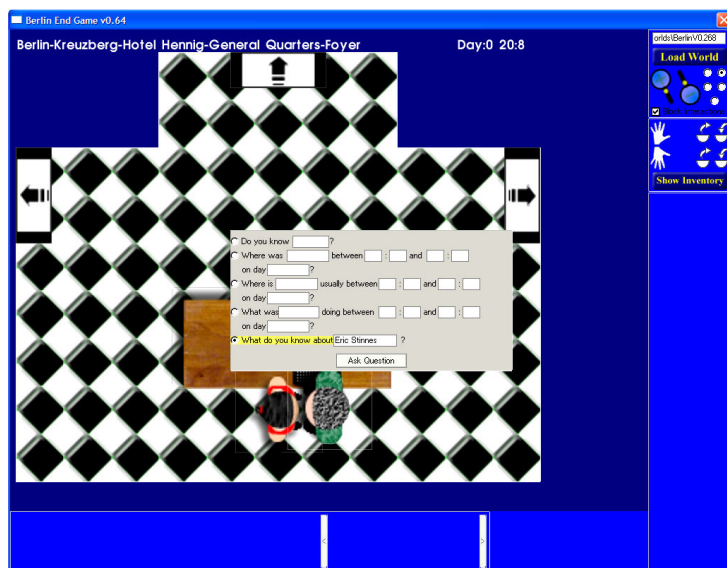 Berlin End Game v0.64
Berlin-Kreuzberg-Hotel Hennig-General Quarters-Foyer Day:0 20:8
orlds\BerlinV0.268
Load World
Show Inventory
Do you know ?
Where was between : and :
on day ?
Where is usually between : and :
on day ?
What was doing between : and :
on day ?
What do you know about Eric Stinnes ?
Ask Question
< >